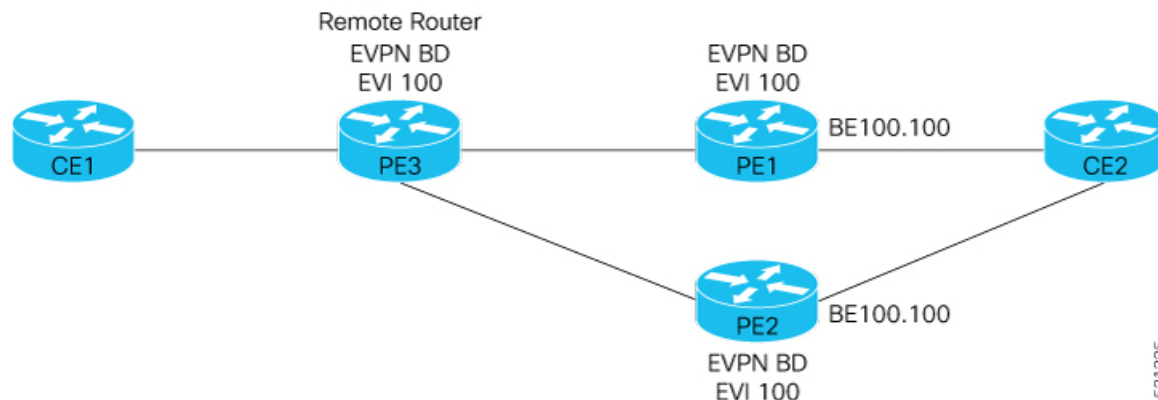 Remote Router
EVPN BD
EVI 100
EVPN BD
EVI 100
BE100.100
CE1
PE3
PE1
CE2
PE2
BE100.100
EVPN BD
EVI 100